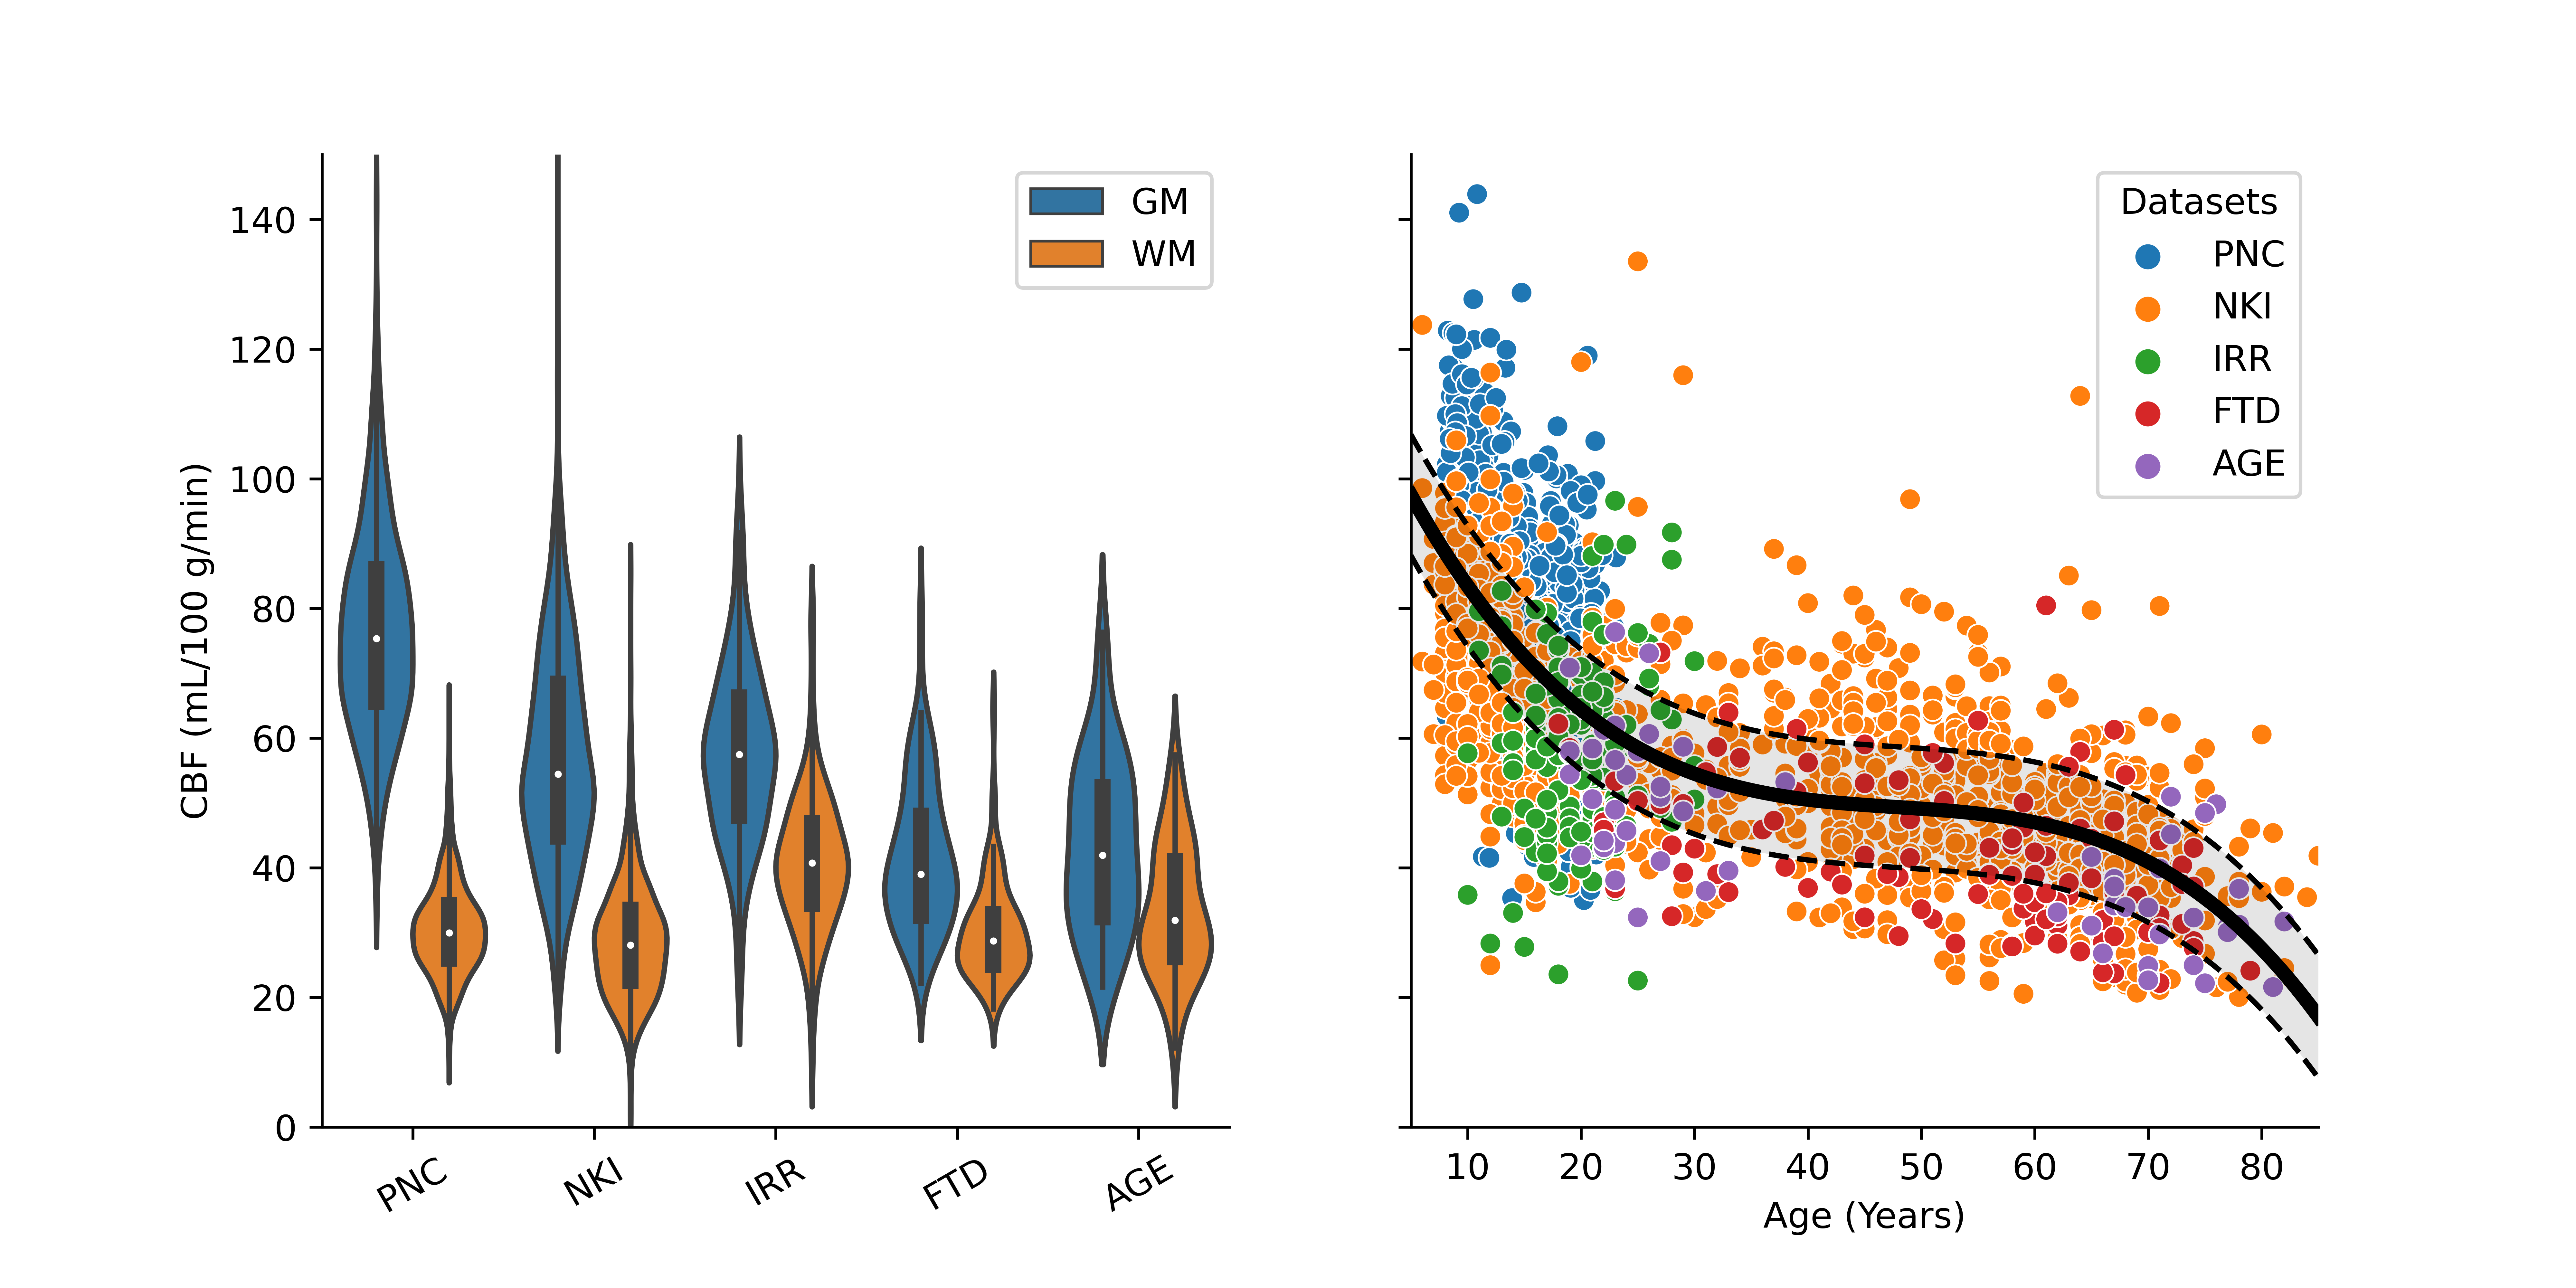 CBF (mL/100 g/min)
140
120
100
80
60
40
20
0
PNC
NKI
IRR
FTD
AGE
GM
WM
Datasets
PNC
NKI
IRR
FTD
AGE
10 20 30 40 50 60 70 80
Age (Years)